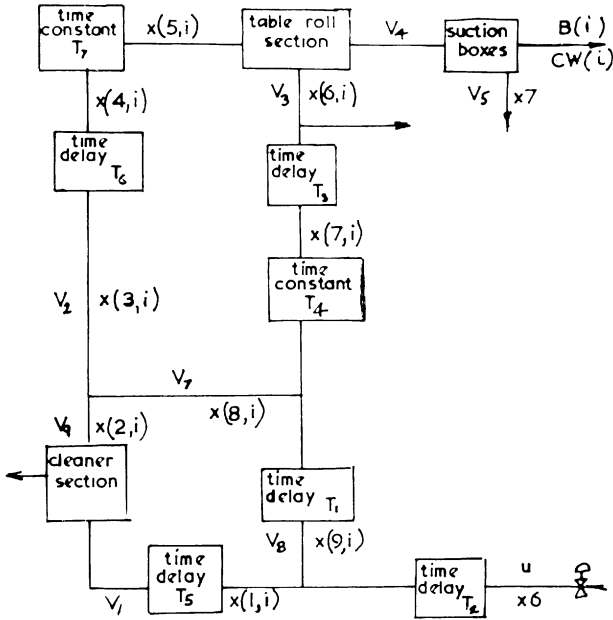 time
constant
T7
x(5,i)
table roll
section
V4
suction
boxes
B(i)
CW(i)
x(4,i)
V3
x(6,i)
V5
x7
time
delay
T6
time
delay
T3
x(7,i)
time
constant
T4
V2
x(3,i)
V7
x(8,i)
V9
x(2,i)
cleaner
section
time
delay
T1
V8
x(9,i)
V1
time
delay
T5
x(1,i)
time
delay
T2
u
x6